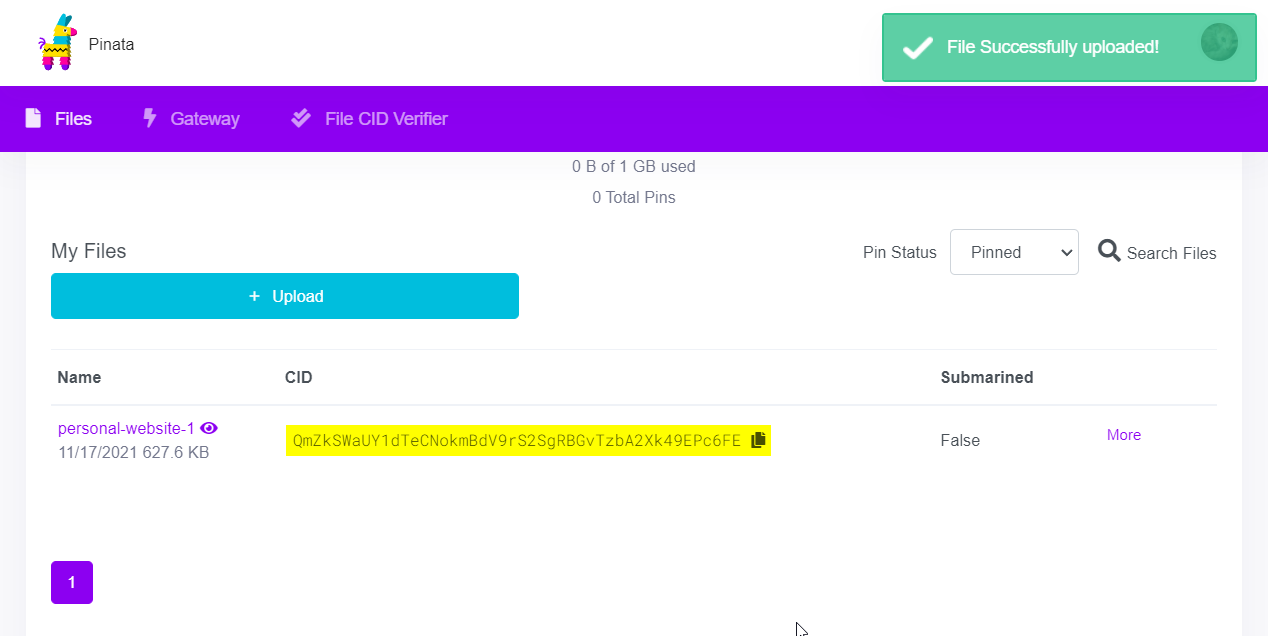 Pinata
File Successfully uploaded!
Files
Gateway
File CID Verifier
0 B of 1 GB used
0 Total Pins
My Files
Pin Status
Pinned
Search Files
+ Upload
Name
CID
Submarined
personal-website-1
QmZkSWaUY1dTeCNokmBdV9rS2SgRBGvTzbA2Xk49EPc6FE
False
More
11/17/2021 627.6 KB
1